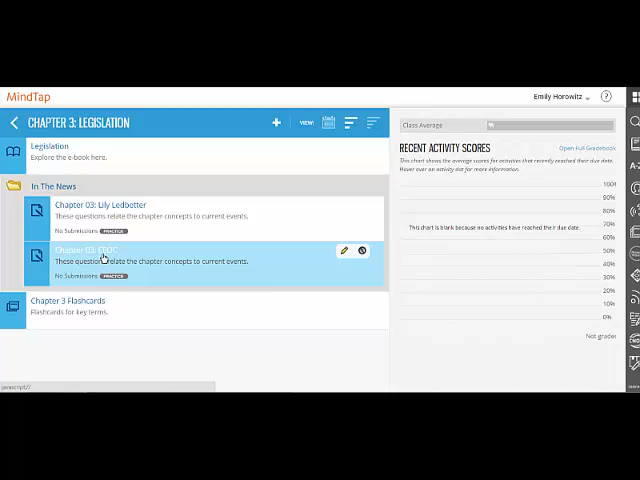 MindTap
Emily Horowitz
?
CHAPTER 3: LEGISLATION
+
VIEW:
Legislation
Explore the e-book here.
In The News
Chapter 03: Lily Ledbetter
These questions relate the chapter concepts to current events.
No Submissions PRACTICE
Chapter 03: EEOC
These questions relate the chapter concepts to current events.
No Submissions PRACTICE
Chapter 3 Flashcards
Flashcards for key terms.
Class Average %
RECENT ACTIVITY SCORES
Open Full Gradebook
This chart shows the average scores for activities that recently reached their due date.
Hover over an activity dot for more information.
90%
80%
This chart is blank because no activities have reached their due date.
70%
60%
50%
40%
30%
20%
10%
0%
Not grade
A-Z
javascript://